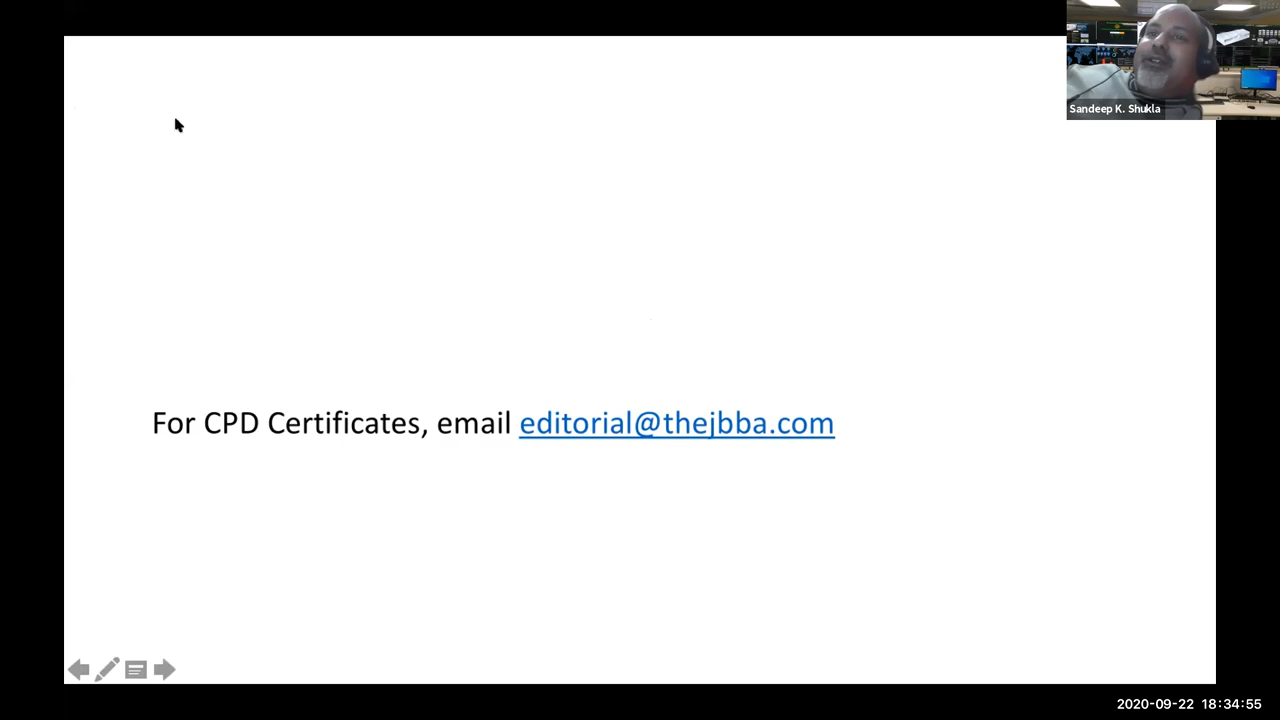 Sandeep K. Shukla
For CPD Certificates, email editorial@thejbba.com
2020-09-22 18:34:55